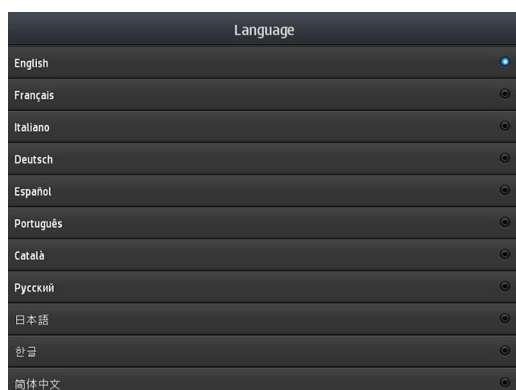 Language
English
Français
Italiano
Deutsch
Español
Português
Català
Русский
日本語
한글
简体中文